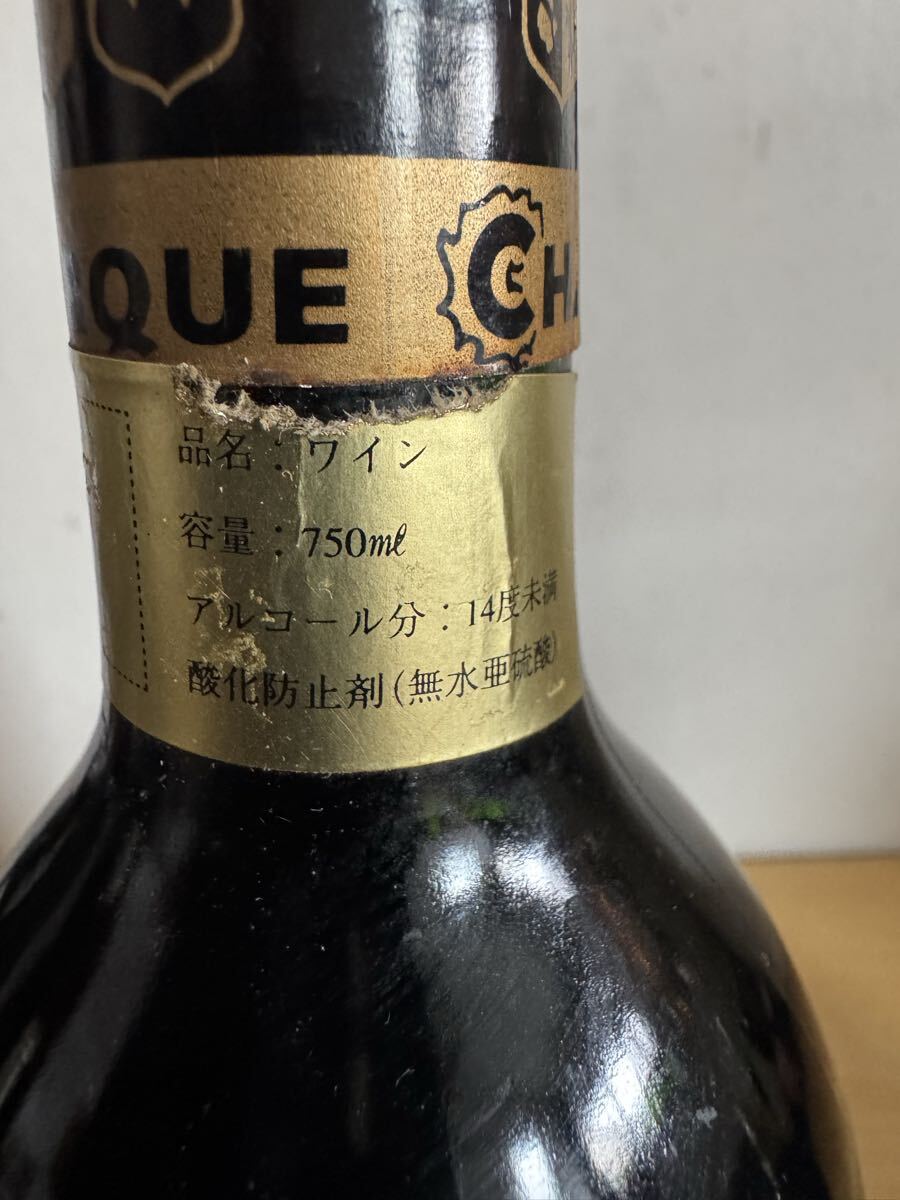 QUE CHA
品名：ワイン
容量：750mℓ
アルコール分：14度未満
酸化防止剤(無水亜硫酸)